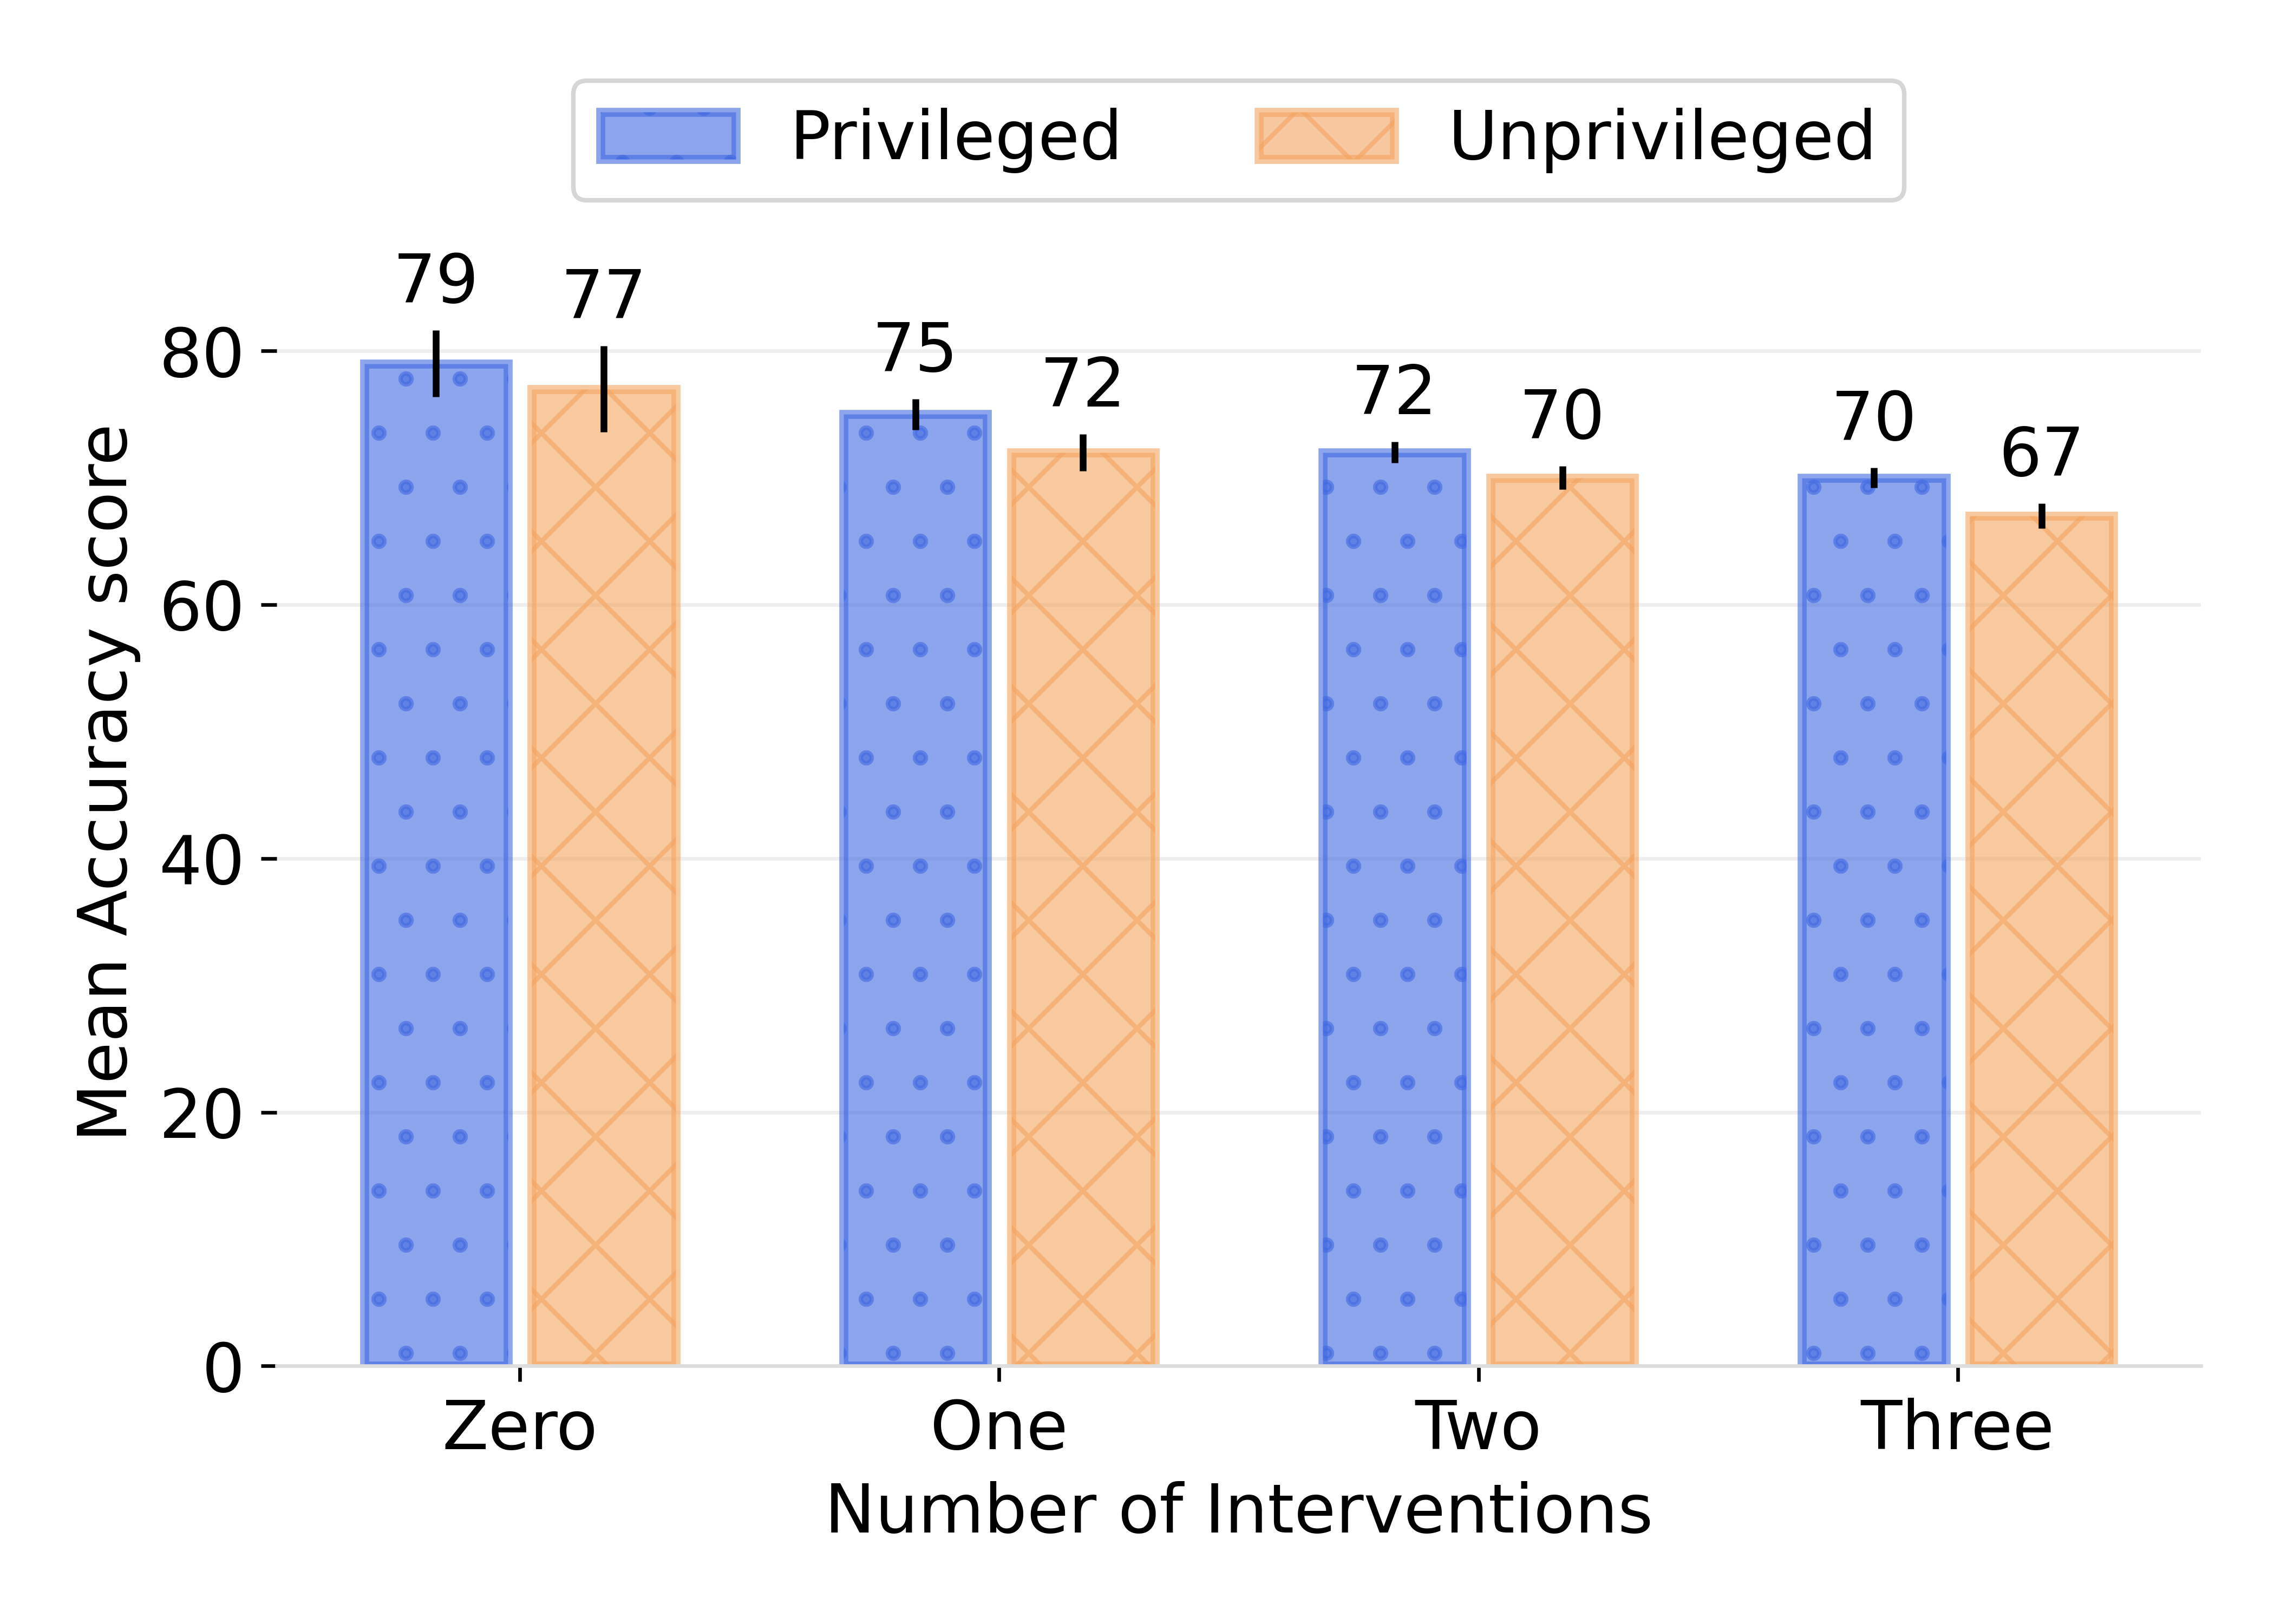 Privileged Unprivileged
79 77 75 72 72 70 70 67
80
60
40
20
0
Mean Accuracy score
Zero One Two Three
Number of Interventions